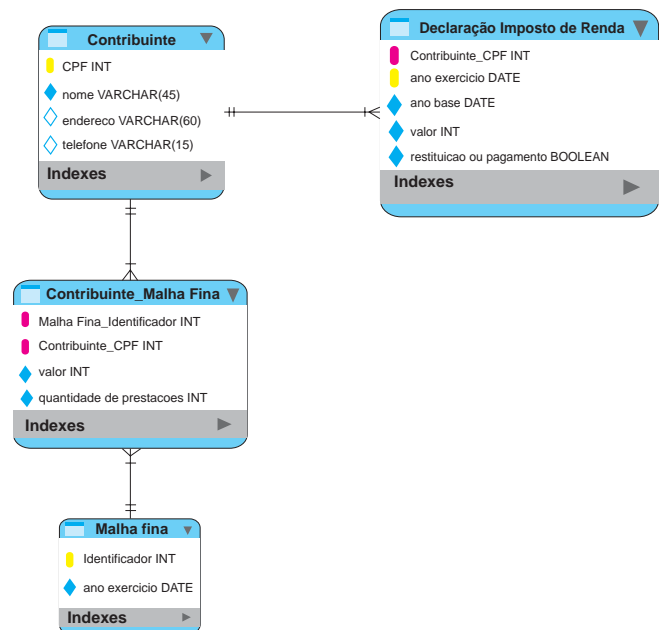 Contribuinte
CPF INT
nome VARCHAR(45)
endereco VARCHAR(60)
telefone VARCHAR(15)
Indexes
Declaração Imposto de Renda
Contribuinte_CPF INT
ano exercicio DATE
ano base DATE
valor INT
restituicao ou pagamento BOOLEAN
Indexes
Contribuinte_Malha Fina
Malha Fina_Identificador INT
Contribuinte_CPF INT
valor INT
quantidade de prestacoes INT
Indexes
Malha fina
Identificador INT
ano exercicio DATE
Indexes